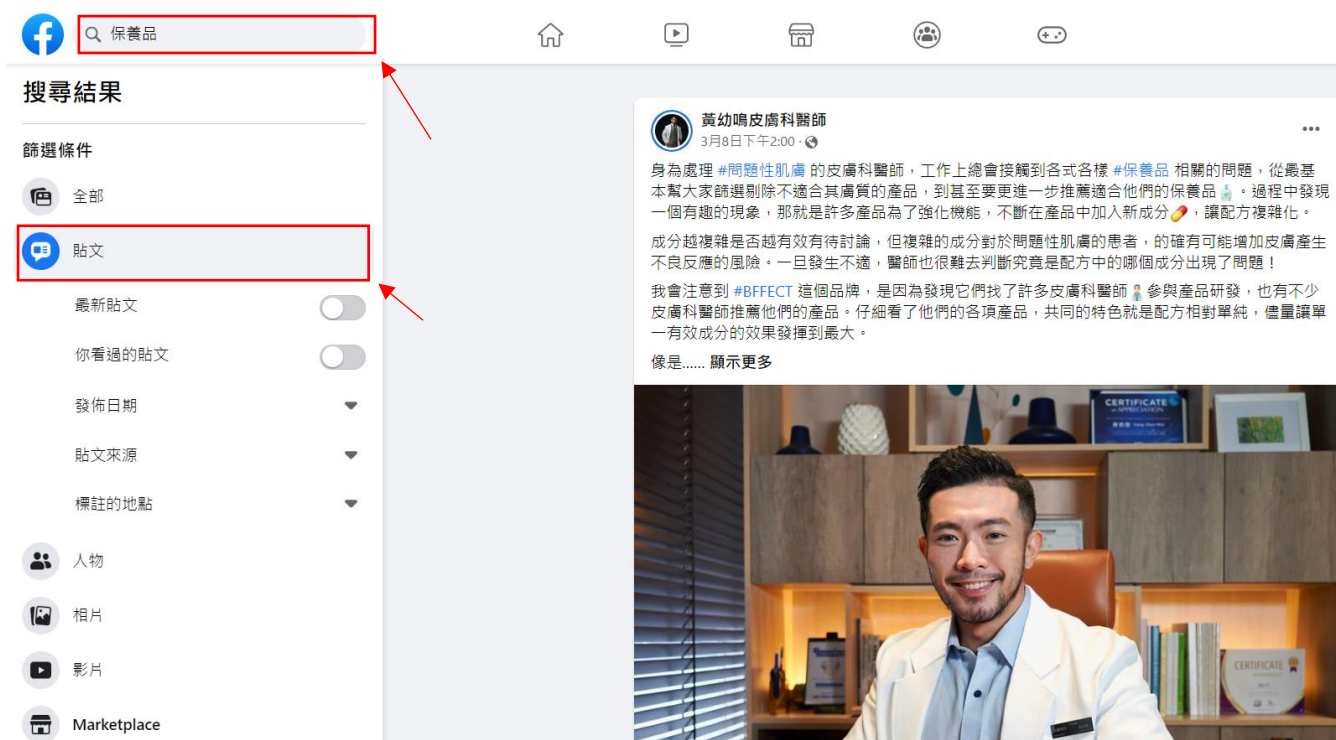 保養品
搜尋結果
篩選條件
全部
貼文
最新貼文
你看過的貼文
發佈日期
貼文來源
標註的地點
人物
相片
影片
Marketplace
黃幼鳴皮膚科醫師
3月8日下午2:00 ·
身為處理 #問題性肌膚 的皮膚科醫師，工作上總會接觸到各式各樣 #保養品 相關的問題，從最基
本幫大家篩選剔除不適合其膚質的產品，到甚至要更進一步推薦適合他們的保養品🧴。過程中發現
一個有趣的現象，那就是許多產品為了強化機能，不斷在產品中加入新成分💊，讓配方複雜化。
成分越複雜是否越有效有待討論，但複雜的成分對於問題性肌膚的患者，的確有可能增加皮膚產生
不良反應的風險。一旦發生不適，醫師也很難去判斷究竟是配方中的哪個成分出現了問題！
我會注意到 #BFFECT 這個品牌，是因為發現它們找了許多皮膚科醫師 參與產品研發，也有不少
皮膚科醫師推薦他們的產品。仔細看了他們的各項產品，共同的特色就是配方相對單純，儘量讓單
一有效成分的效果發揮到最大。
像是...... 顯示更多
CERTIFICATE
of APPRECIATION
CERTIFICATE